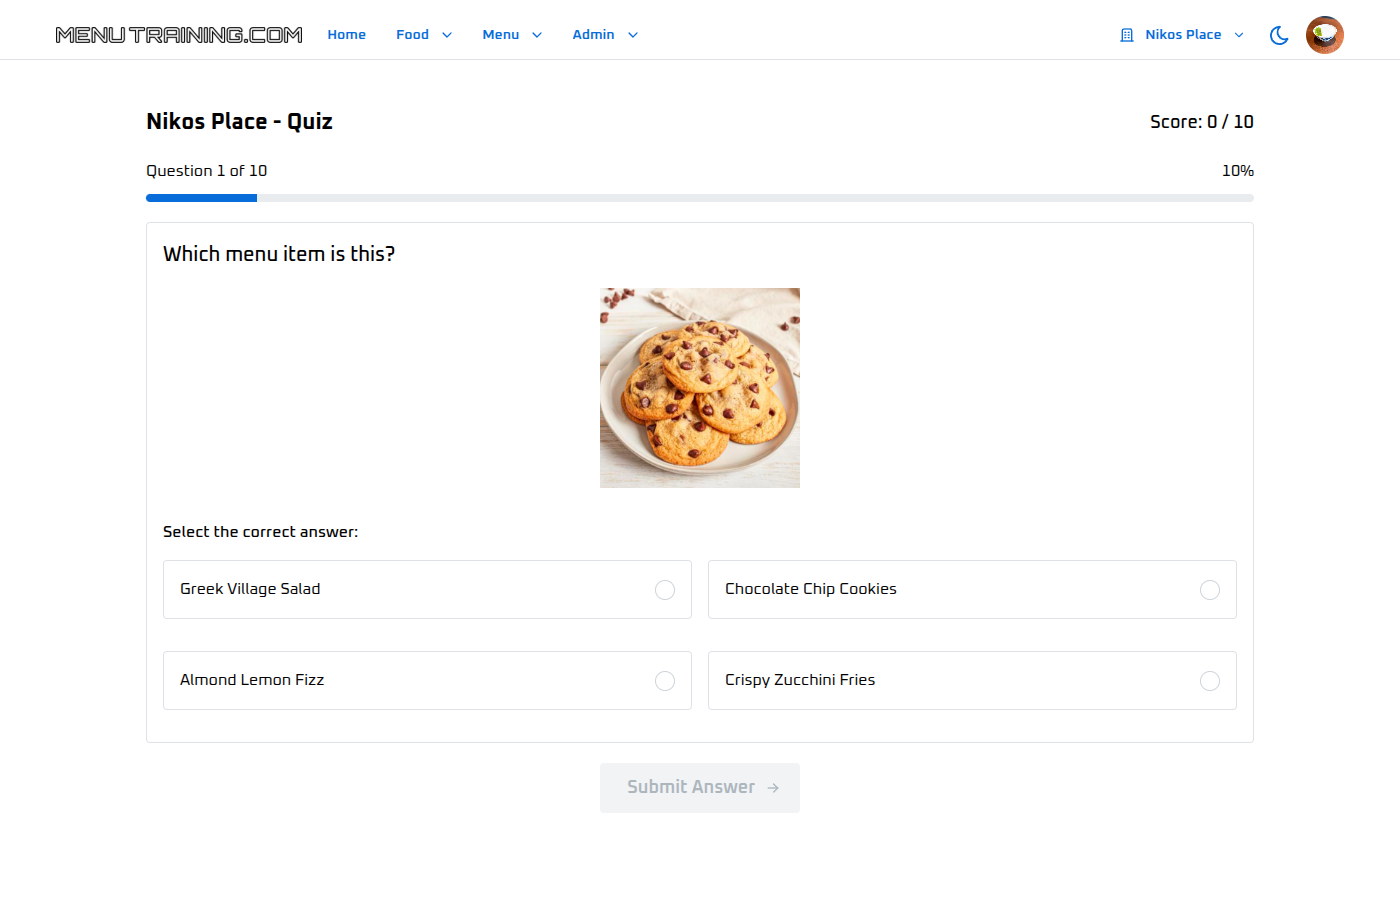 MENUTRAINING.COM Home Food Menu Admin Nikos Place
Nikos Place - Quiz Score: 0 / 10
Question 1 of 10 10%
Which menu item is this?
Select the correct answer:
Greek Village Salad Chocolate Chip Cookies
Almond Lemon Fizz Crispy Zucchini Fries
Submit Answer →